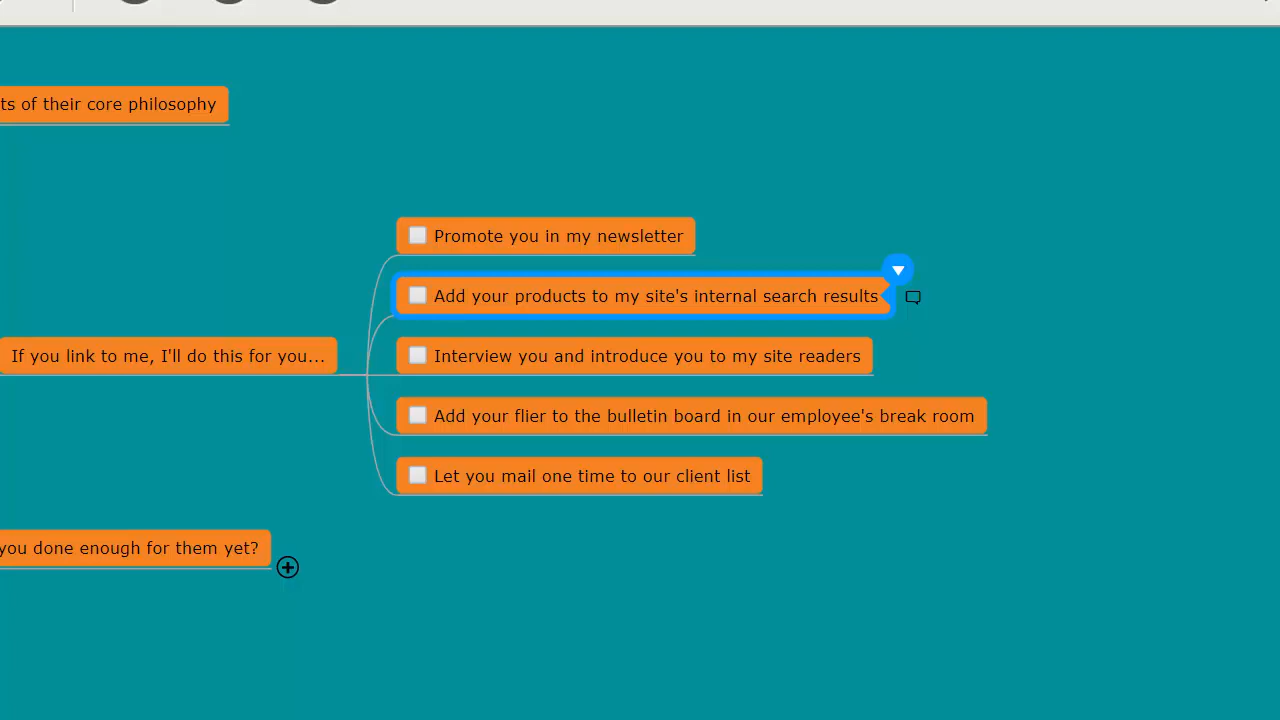 ts of their core philosophy
Promote you in my newsletter
Add your products to my site's internal search results
If you link to me, I'll do this for you...
Interview you and introduce you to my site readers
Add your flier to the bulletin board in our employee's break room
Let you mail one time to our client list
you done enough for them yet?